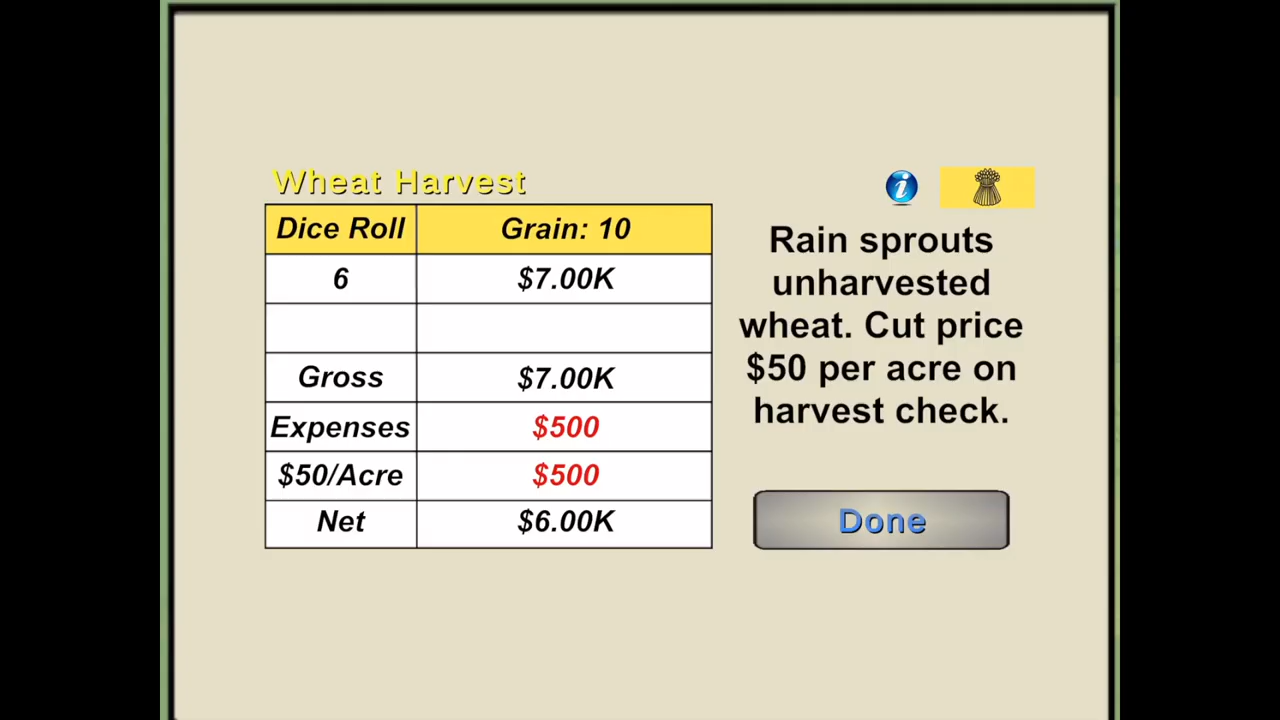 Wheat Harvest
Dice Roll Grain: 10
6 $7.00K
Gross $7.00K
Expenses $500
$50/Acre $500
Net $6.00K
i
Rain sprouts
unharvested
wheat. Cut price
$50 per acre on
harvest check.
Done